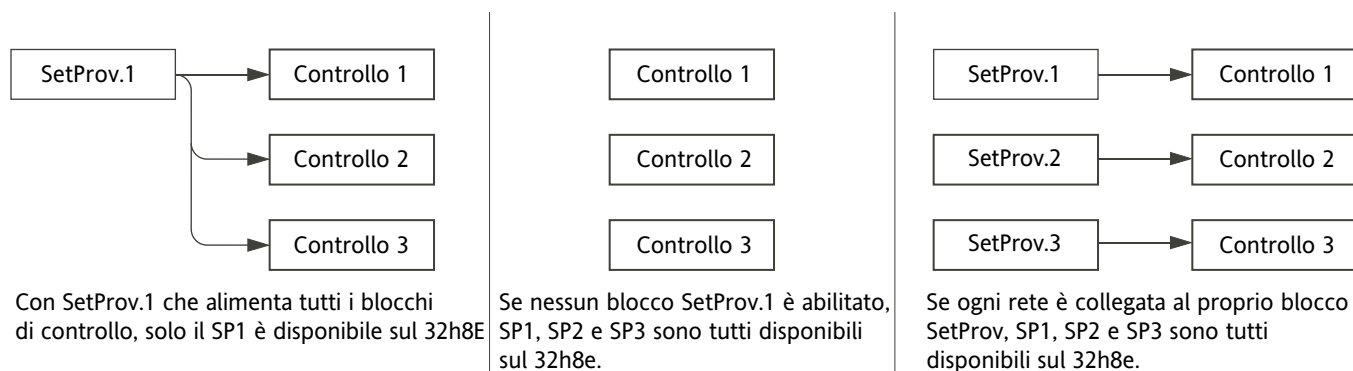 SetProv.1
Controllo 1
Controllo 2
Controllo 3
Con SetProv.1 che alimenta tutti i blocchi
di controllo, solo il SP1 è disponibile sul 32h8E
Controllo 1
Controllo 2
Controllo 3
Se nessun blocco SetProv.1 è abilitato,
SP1, SP2 e SP3 sono tutti disponibili
sul 32h8e.
SetProv.1
Controllo 1
SetProv.2
Controllo 2
SetProv.3
Controllo 3
Se ogni rete è collegata al proprio blocco
SetProv, SP1, SP2 e SP3 sono tutti
disponibili sul 32h8e.